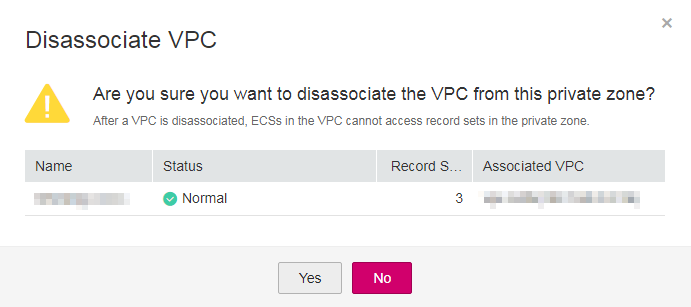 Disassociate VPC
Are you sure you want to disassociate the VPC from this private zone?
After a VPC is disassociated, ECSs in the VPC cannot access record sets in the private zone.
Name Status Record S... Associated VPC
Normal 3
Yes No